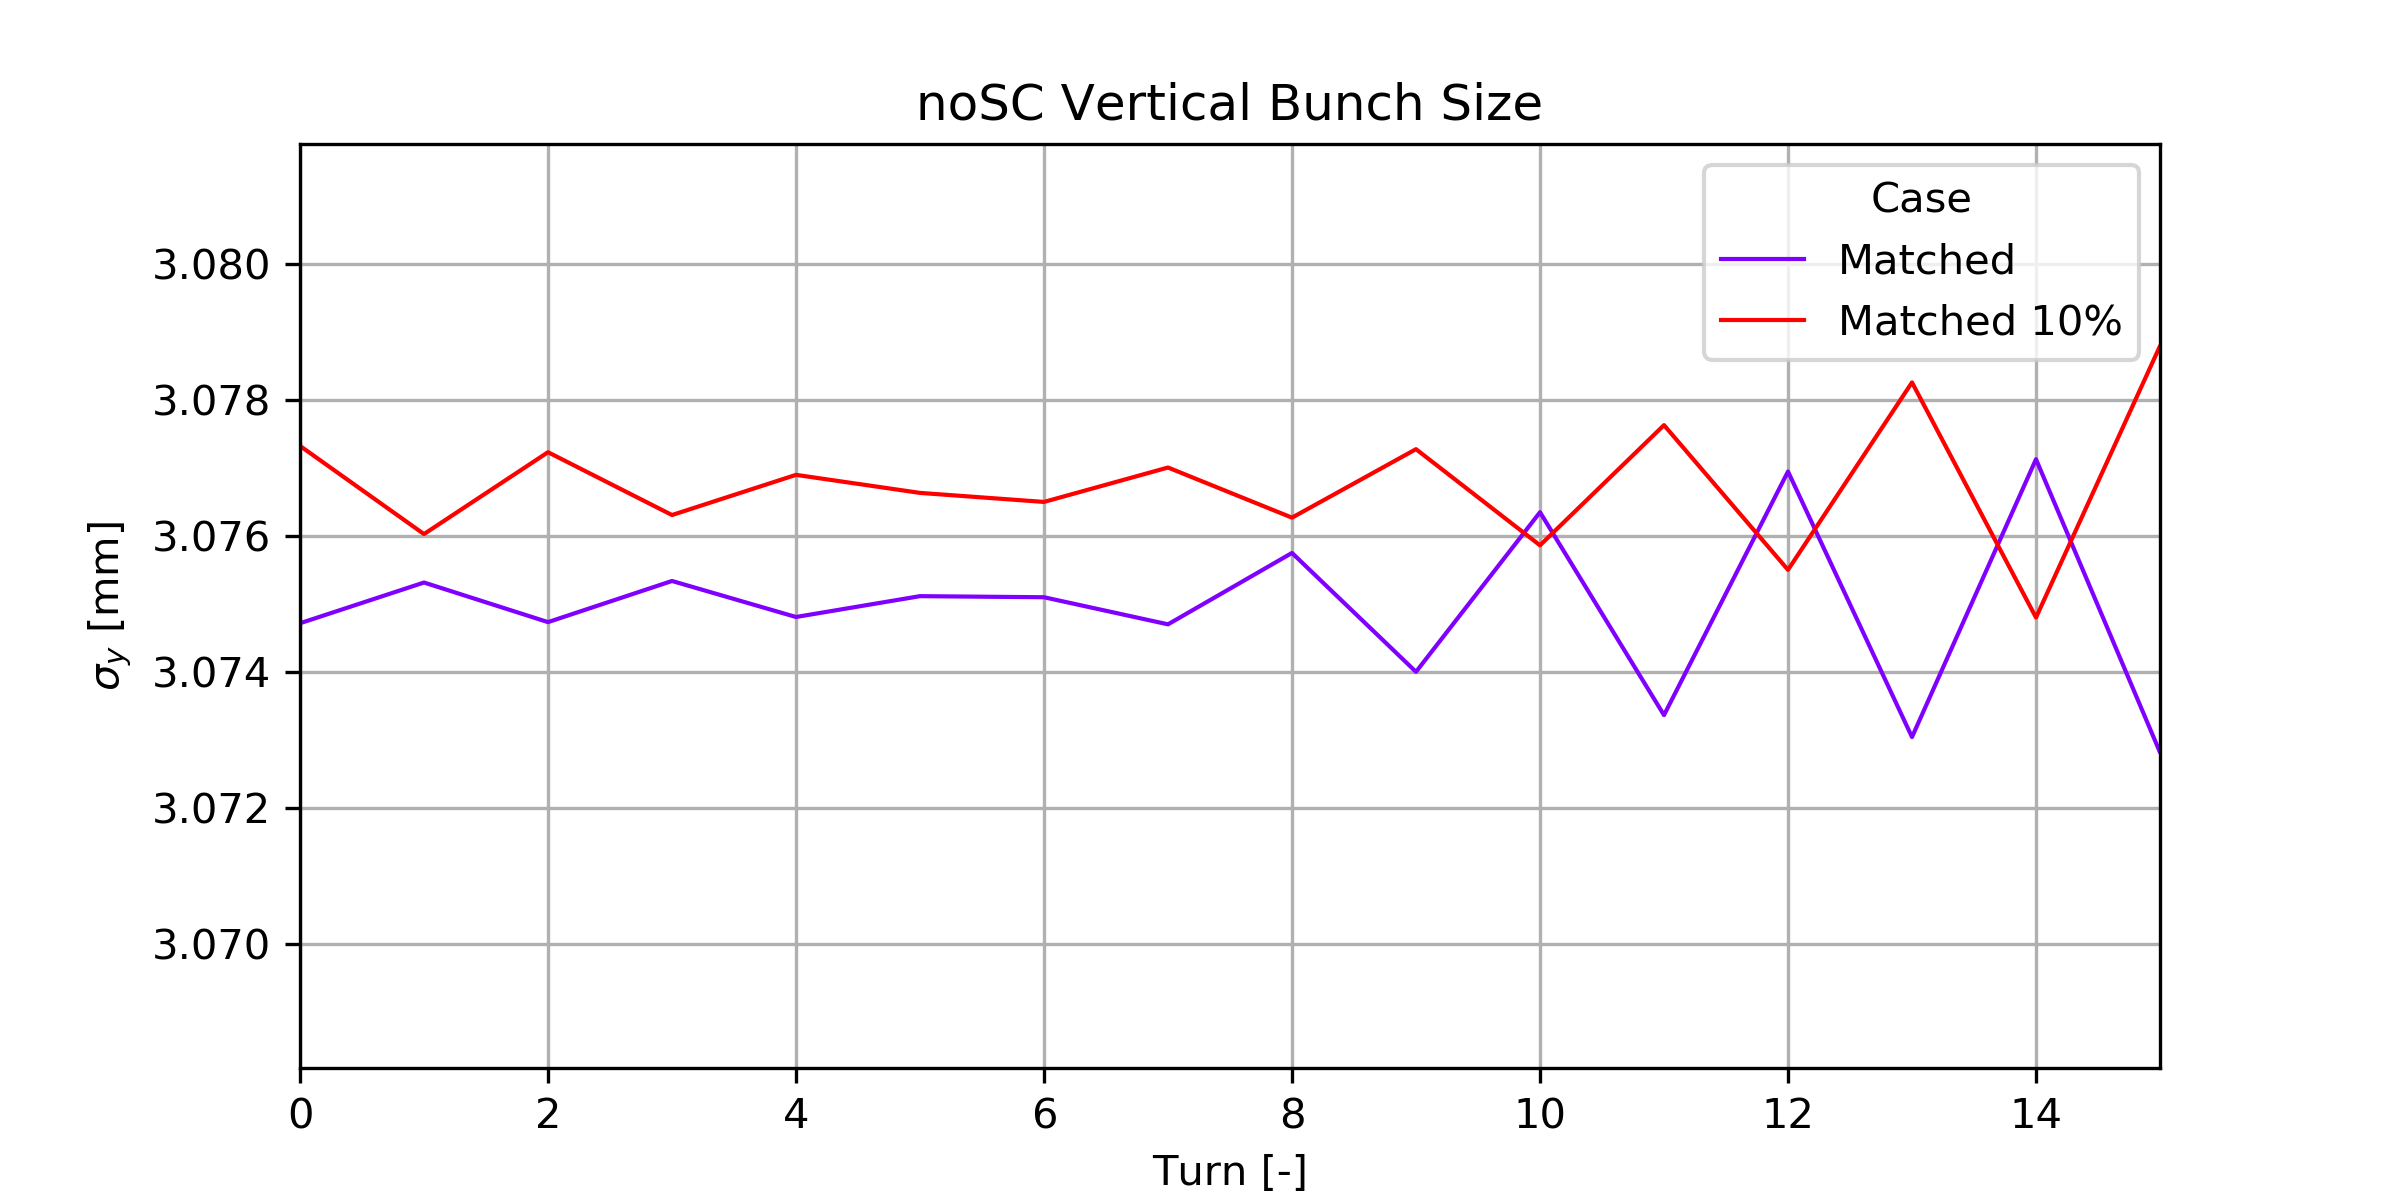 noSC Vertical Bunch Size
Case
Matched
Matched 10%
3.080
3.078
3.076
3.074
3.072
3.070
σy [mm]
0 2 4 6 8 10 12 14
Turn [-]